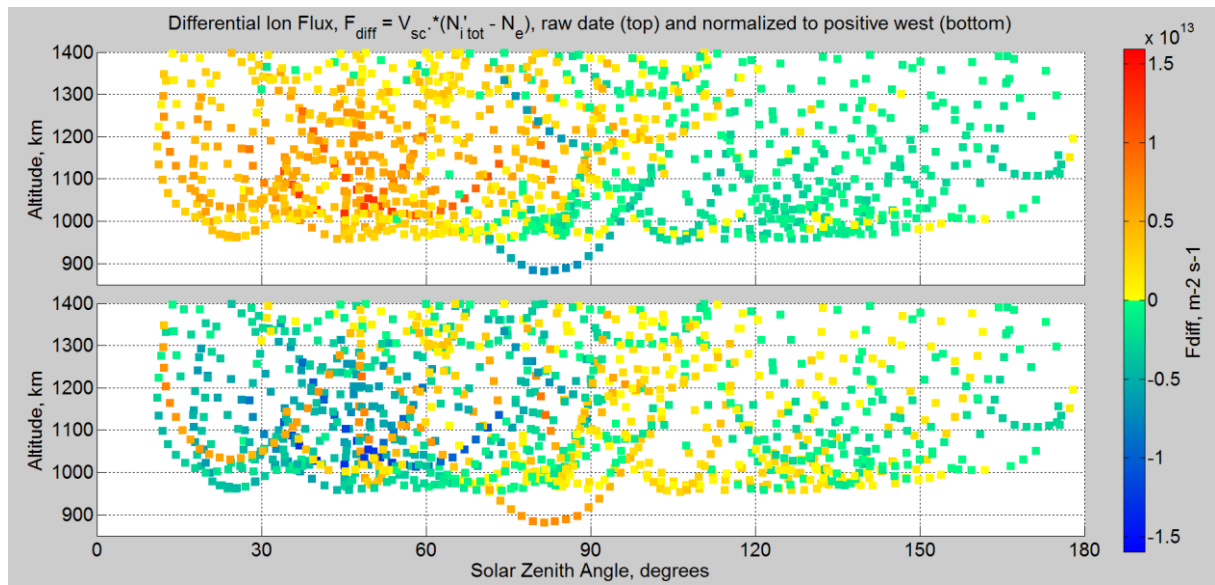 Differential Ion Flux, F_diff = V_sc.*(N_i tot' - N_e), raw date (top) and normalized to positive west (bottom)
1400
1300
1200
1100
1000
900
Altitude, km
1400
1300
1200
1100
1000
900
Altitude, km
0 30 60 90 120 150 180
Solar Zenith Angle, degrees
x 10^13
1.5
1
0.5
0
-0.5
-1
-1.5
Fdiff, m-2 s-1